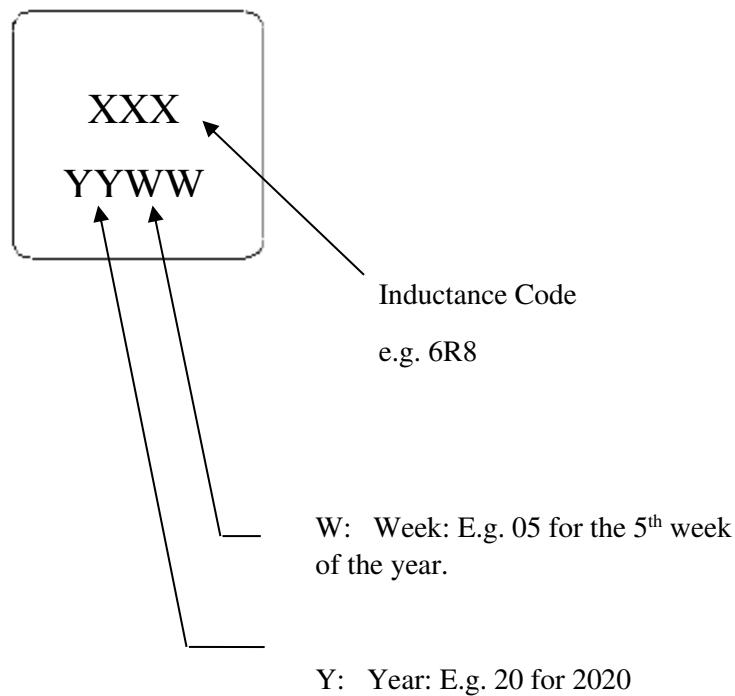 XXX
YYWW
Inductance Code
e.g. 6R8
W: Week: E.g. 05 for the 5th week
of the year.
Y: Year: E.g. 20 for 2020